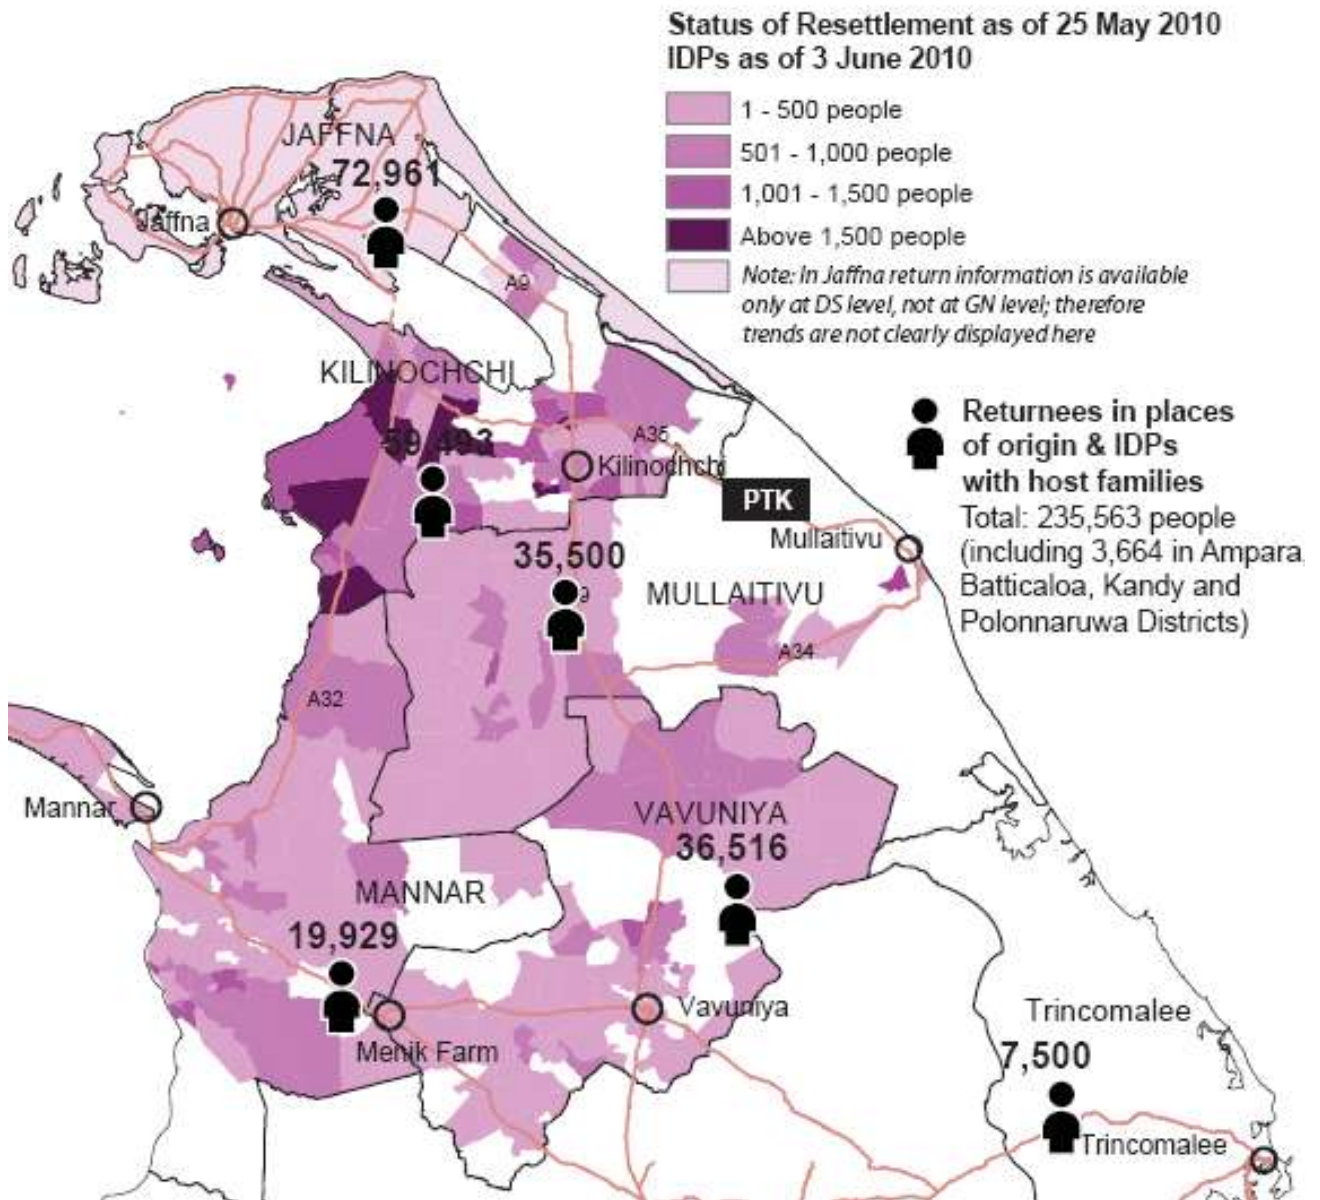 Status of Resettlement as of 25 May 2010
IDPs as of 3 June 2010
1 - 500 people
501 - 1,000 people
1,001 - 1,500 people
Above 1,500 people
Note: In Jaffna return information is available
only at DS level, not at GN level; therefore
trends are not clearly displayed here
JAFFNA
72,961
Jaffna
A9
KILINOCHCHI
59,493
A35
Kilinochchi
Returnees in places
of origin & IDPs
with host families
Total: 235,563 people
(including 3,664 in Ampara,
Batticaloa, Kandy and
Polonnaruwa Districts)
PTK
Mullaitivu
35,500
9
MULLAITIVU
A34
A32
Mannar
VAVUNIYA
36,516
MANNAR
19,929
Vavuniya
Menik Farm
Trincomalee
7,500
Trincomalee